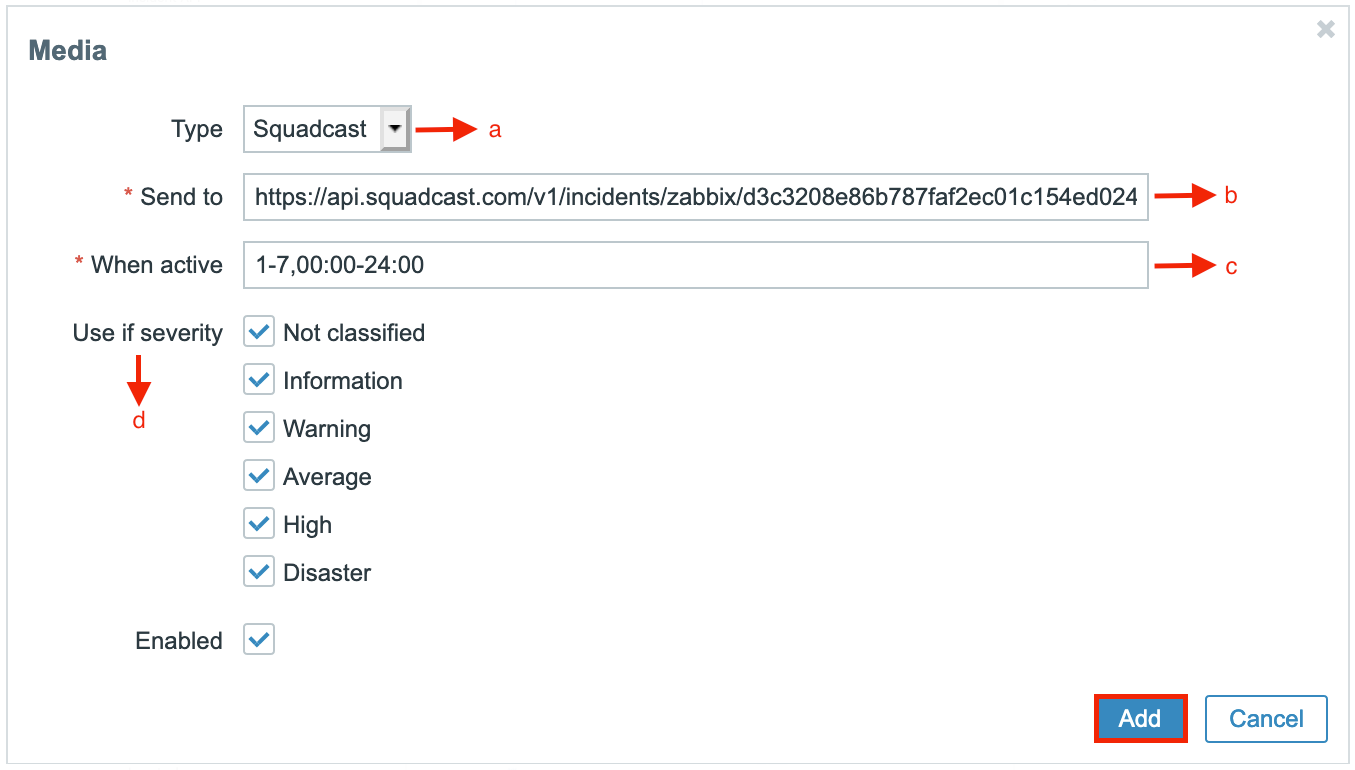 Media
Type Squadcast a
* Send to https://api.squadcast.com/v1/incidents/zabbix/d3c3208e86b787faf2ec01c154ed024 b
* When active 1-7,00:00-24:00 c
Use if severity Not classified
Information
d
Warning
Average
High
Disaster
Enabled
Add Cancel